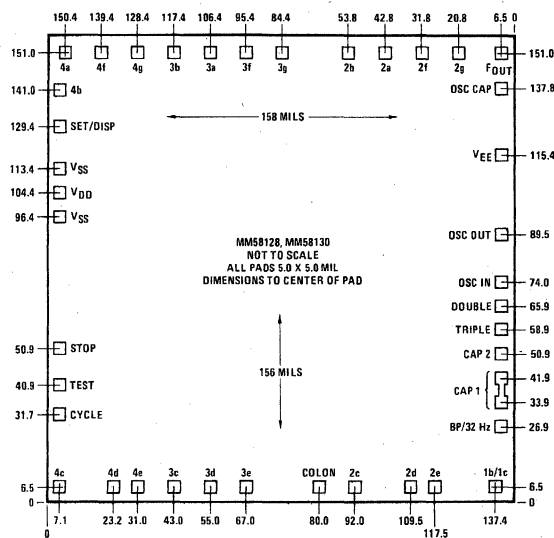 150.4 139.4 128.4 117.4 106.4 95.4 84.4 53.8 42.8 31.8 20.8 6.5 0
151.0 4a 4f 4g 3b 3a 3f 3g 2b 2a 2f 2g FOUT 151.0
141.0 4b OSC CAP 137.8
129.4 SET/DISP
158 MILS
113.4 VSS VEE 115.4
104.4 VDD
96.4 VSS
OSC OUT 89.5
MM58128, MM58130
NOT TO SCALE
ALL PADS 5.0 X 5.0 MIL
DIMENSIONS TO CENTER OF PAD
OSC IN 74.0
DOUBLE 65.9
TRIPLE 58.9
50.9 STOP CAP 2 50.9
156 MILS
40.9 TEST CAP 1 41.9
33.9
31.7 CYCLE
BP/32 Hz 26.9
4c 4d 4e 3c 3d 3e COLON 2c 2d 2e 1b/1c
6.5 6.5
0 0
7.1 23.2 31.0 43.0 55.0 67.0 80.0 92.0 109.5 137.4
0 117.5